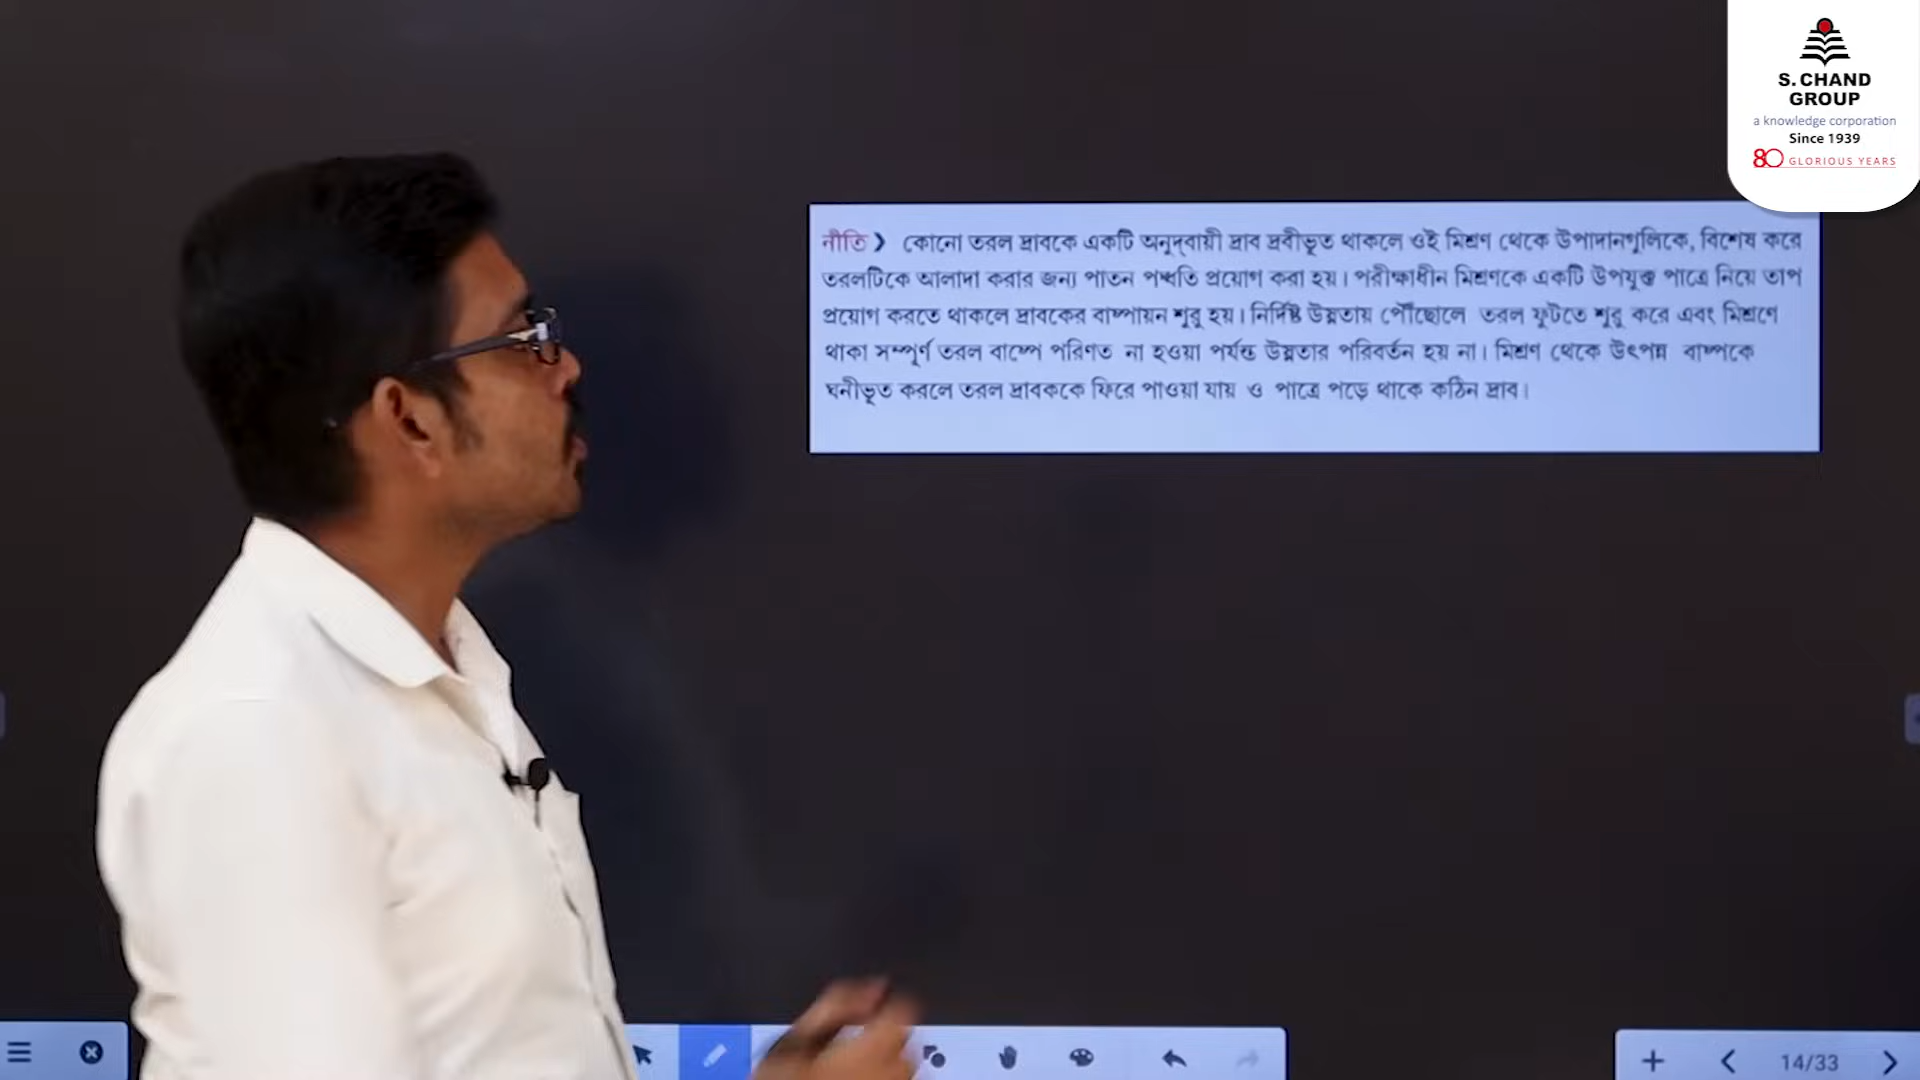 S. CHAND
GROUP
a knowledge corporation
Since 1939
80 GLORIOUS YEARS
নীতি ❯ কোনো তরল দ্রাবকে একটি অনুদ্‌বায়ী দ্রাব দ্রবীভূত থাকলে ওই মিশ্রণ থেকে উপাদানগুলিকে, বিশেষ করে
তরলটিকে আলাদা করার জন্য পাতন পদ্ধতি প্রয়োগ করা হয়। পরীক্ষাধীন মিশ্রণকে একটি উপযুক্ত পাত্রে নিয়ে তাপ
প্রয়োগ করতে থাকলে দ্রাবকের বাষ্পায়ন শুরু হয়। নির্দিষ্ট উষ্ণতায় পৌঁছোলে তরল ফুটতে শুরু করে এবং মিশ্রণে
থাকা সম্পূর্ণ তরল বাষ্পে পরিণত না হওয়া পর্যন্ত উষ্ণতার পরিবর্তন হয় না। মিশ্রণ থেকে উৎপন্ন বাষ্পকে
ঘনীভূত করলে তরল দ্রাবককে ফিরে পাওয়া যায় ও পাত্রে পড়ে থাকে কঠিন দ্রাব।
14/33